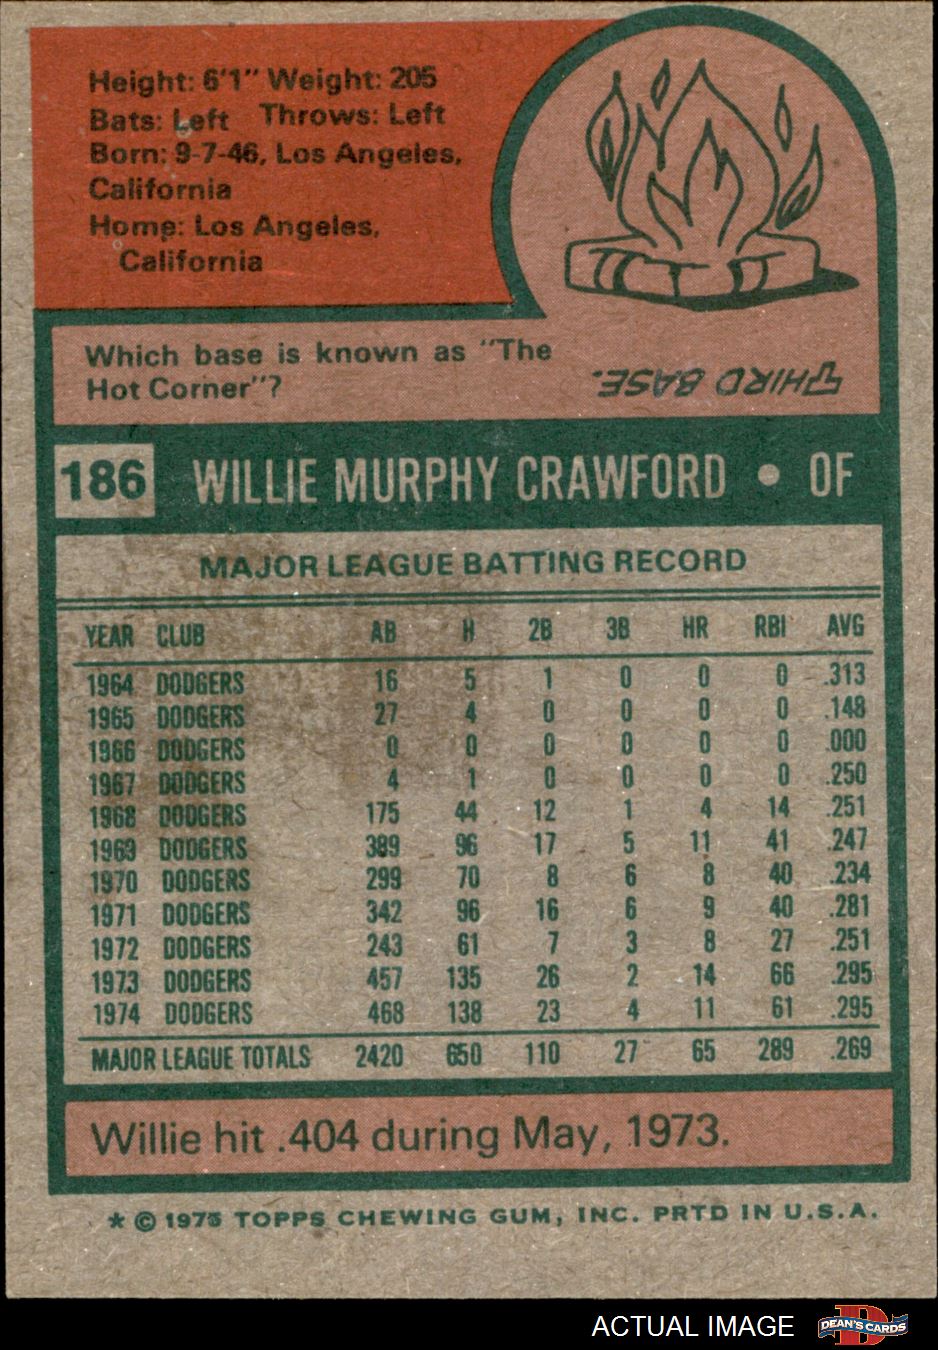 Height: 6'1" Weight: 205
Bats: Left Throws: Left
Born: 9-7-46, Los Angeles,
California
Home: Los Angeles,
California
Which base is known as "The
Hot Corner"?
THIRD BASE.
186 WILLIE MURPHY CRAWFORD • OF
MAJOR LEAGUE BATTING RECORD
YEAR CLUB AB H 2B 3B HR RBI AVG
1964 DODGERS 16 5 1 0 0 0 .313
1965 DODGERS 27 4 0 0 0 0 .148
1966 DODGERS 0 0 0 0 0 0 .000
1967 DODGERS 4 1 0 0 0 0 .250
1968 DODGERS 175 44 12 1 4 14 .251
1969 DODGERS 389 96 17 5 11 41 .247
1970 DODGERS 299 70 8 6 8 40 .234
1971 DODGERS 342 96 16 6 9 40 .281
1972 DODGERS 243 61 7 3 8 27 .251
1973 DODGERS 457 135 26 2 14 66 .295
1974 DODGERS 468 138 23 4 11 61 .295
MAJOR LEAGUE TOTALS 2420 650 110 27 65 289 .269
Willie hit .404 during May, 1973.
* © 1975 TOPPS CHEWING GUM, INC. PRTD IN U.S.A.
ACTUAL IMAGE
D
DEAN'S CARDS